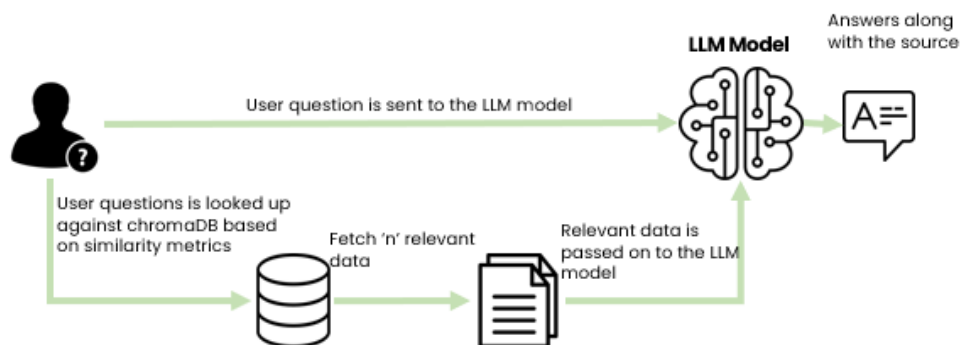 Answers along
with the source
LLM Model
User question is sent to the LLM model
A
?
User questions is looked up
against chromaDB based
on similarity metrics
Fetch ‘n’ relevant
data
Relevant data is
passed on to the LLM
model